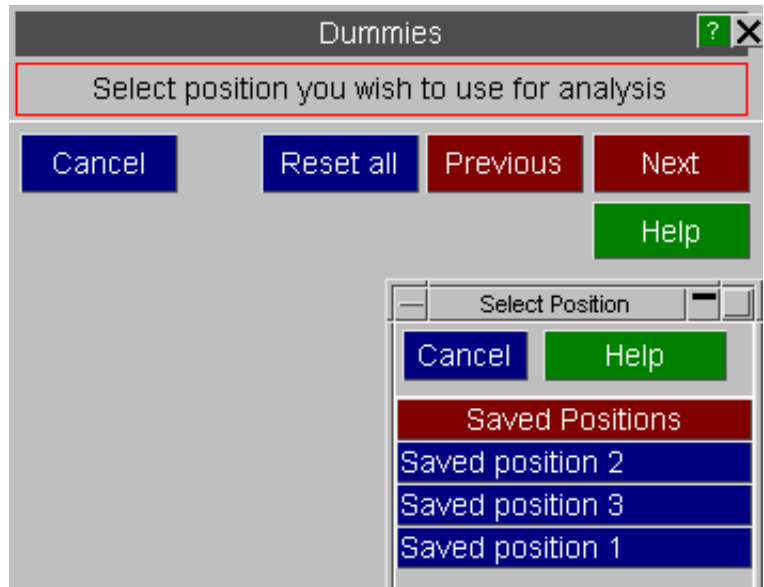 Dummies ?
Select position you wish to use for analysis
Cancel Reset all Previous Next
Help
Select Position
Cancel Help
Saved Positions
Saved position 2
Saved position 3
Saved position 1